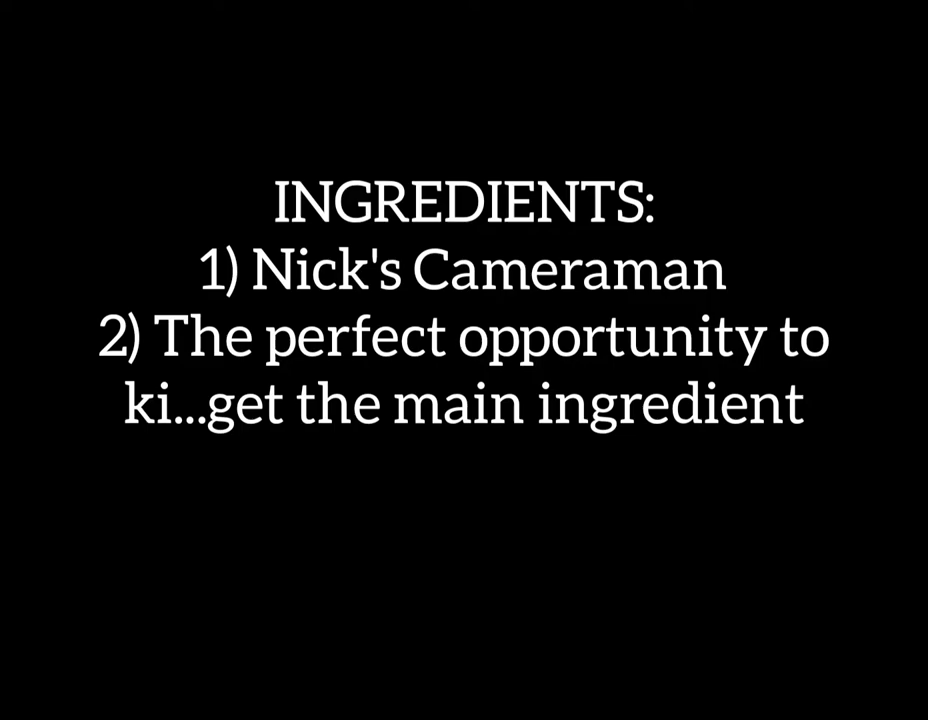 INGREDIENTS:
1) Nick's Cameraman
2) The perfect opportunity to
ki...get the main ingredient